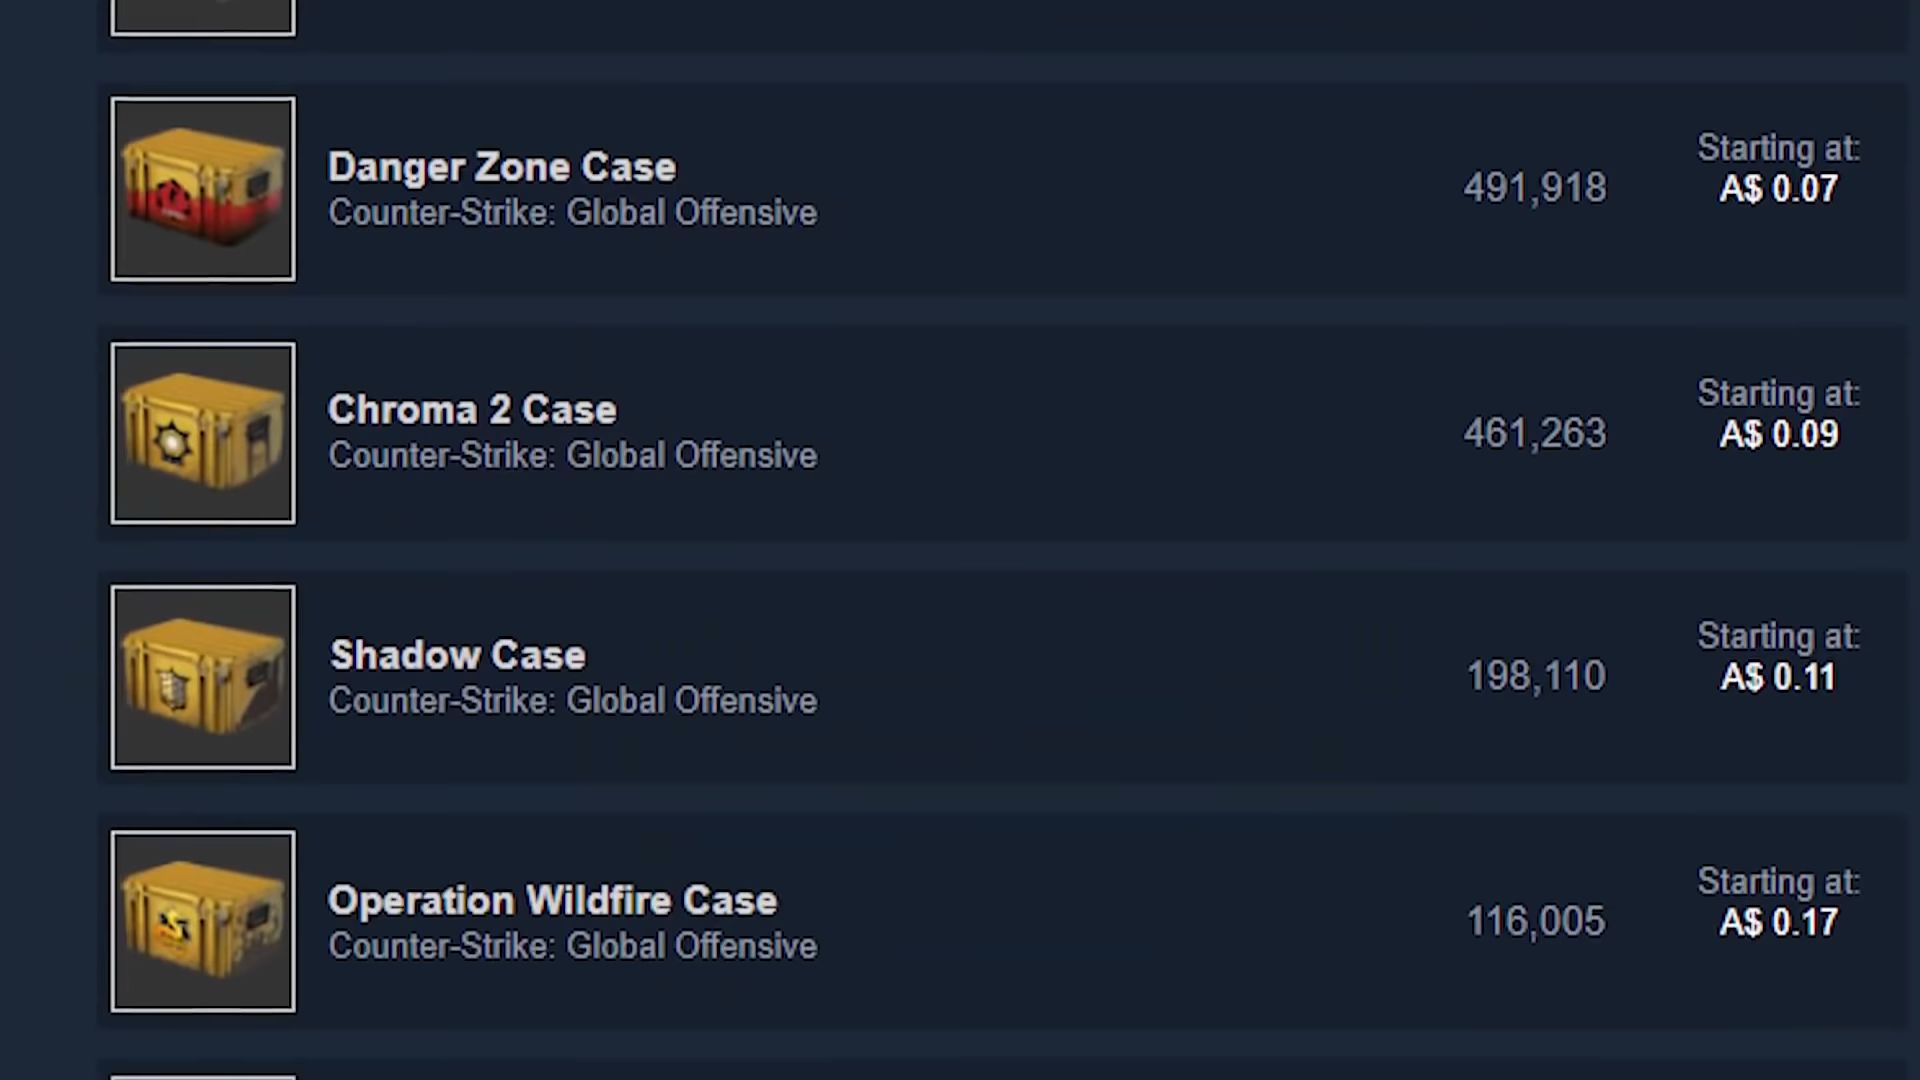 Danger Zone Case
Counter-Strike: Global Offensive
491,918
Starting at:
A$ 0.07
Chroma 2 Case
Counter-Strike: Global Offensive
461,263
Starting at:
A$ 0.09
Shadow Case
Counter-Strike: Global Offensive
198,110
Starting at:
A$ 0.11
Operation Wildfire Case
Counter-Strike: Global Offensive
116,005
Starting at:
A$ 0.17